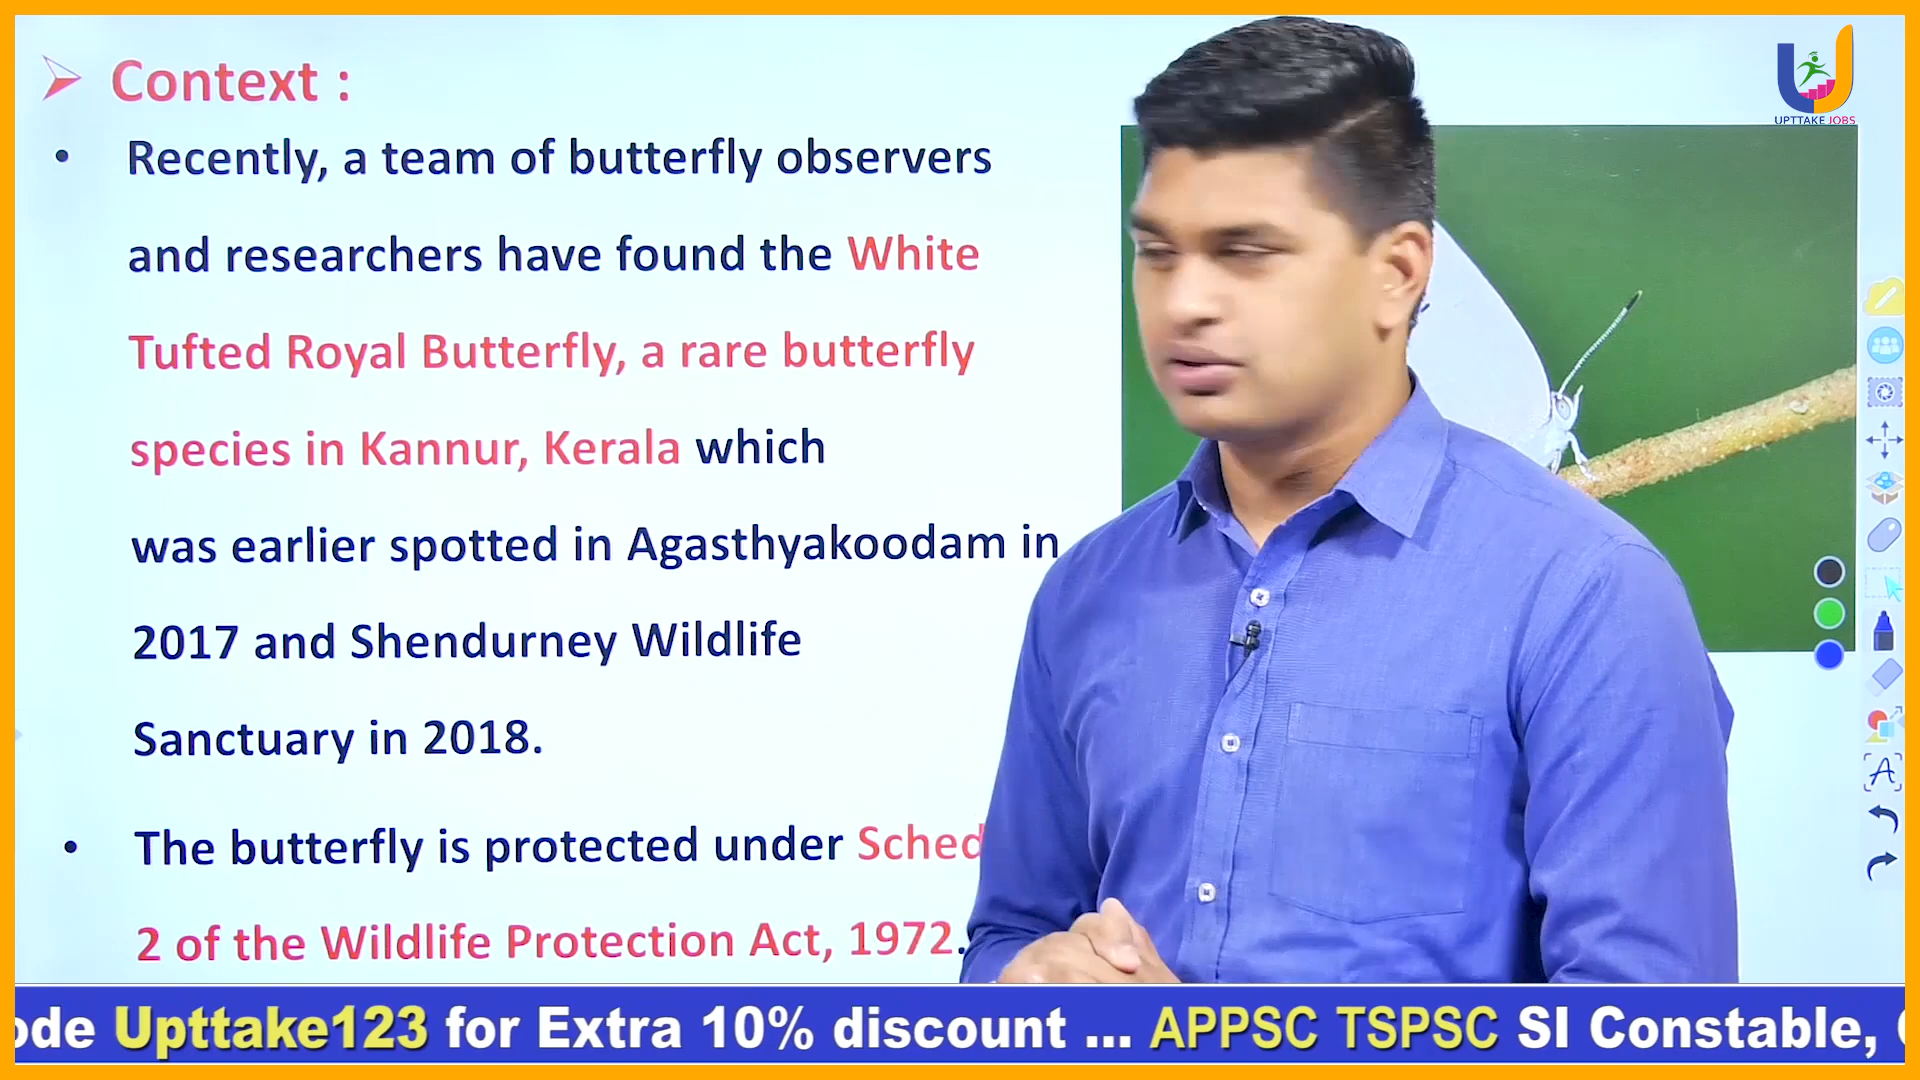 Context :
UPTTAKE JOBS
• Recently, a team of butterfly observers
and researchers have found the White
Tufted Royal Butterfly, a rare butterfly
species in Kannur, Kerala which
was earlier spotted in Agasthyakoodam in
2017 and Shendurney Wildlife
Sanctuary in 2018.
• The butterfly is protected under
2 of the Wildlife Protection Act, 1972.
Upttake123 for Extra 10% discount ... APPSC TSPSC SI Constable,